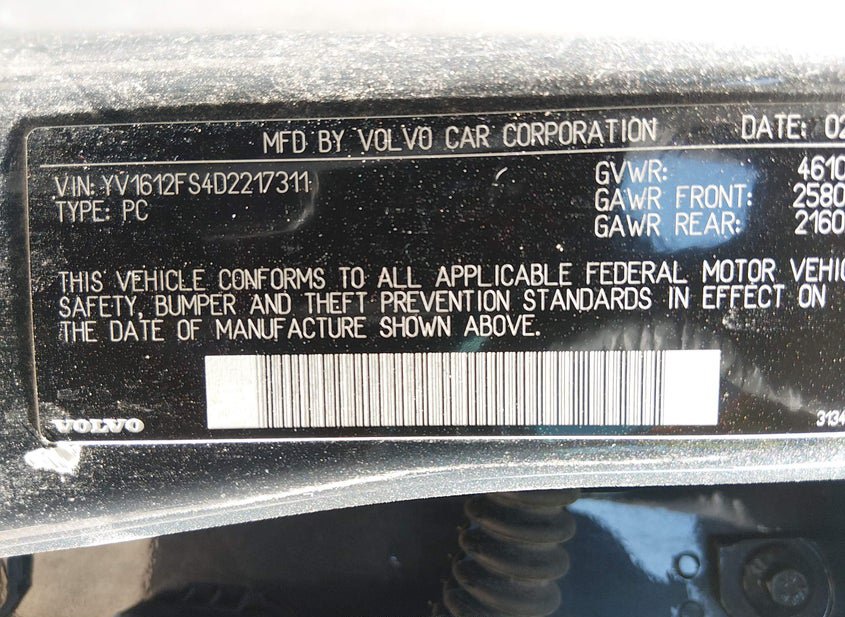 MFD BY VOLVO CAR CORPORATION DATE: 02
VIN: YV1612FS4D2217311 GVWR: 4610
TYPE: PC GAWR FRONT: 2580
GAWR REAR: 2160
THIS VEHICLE CONFORMS TO ALL APPLICABLE FEDERAL MOTOR VEHIC
SAFETY, BUMPER AND THEFT PREVENTION STANDARDS IN EFFECT ON
THE DATE OF MANUFACTURE SHOWN ABOVE.
VOLVO 3134